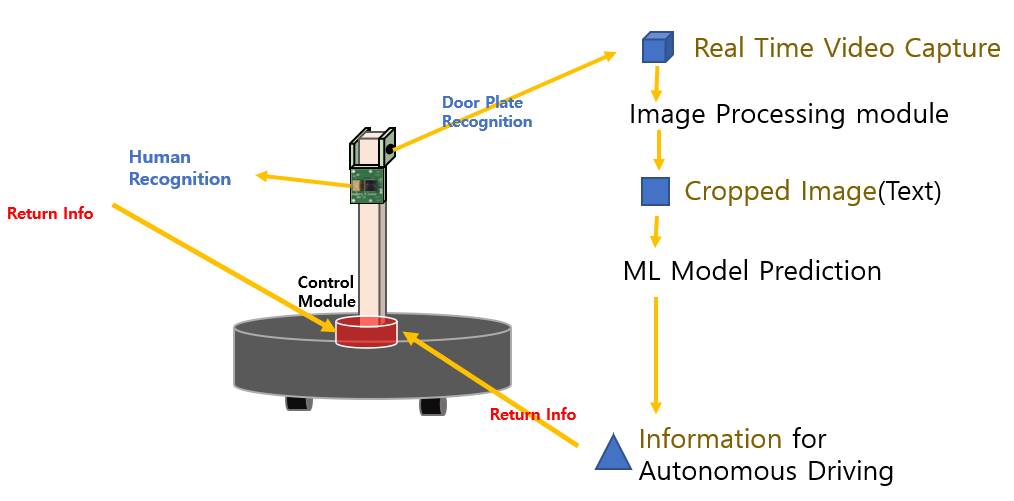 Real Time Video Capture
Door Plate
Recognition
Image Processing module
Human
Recognition
Cropped Image(Text)
Return Info
ML Model Prediction
Control
Module
Return Info
Information for
Autonomous Driving